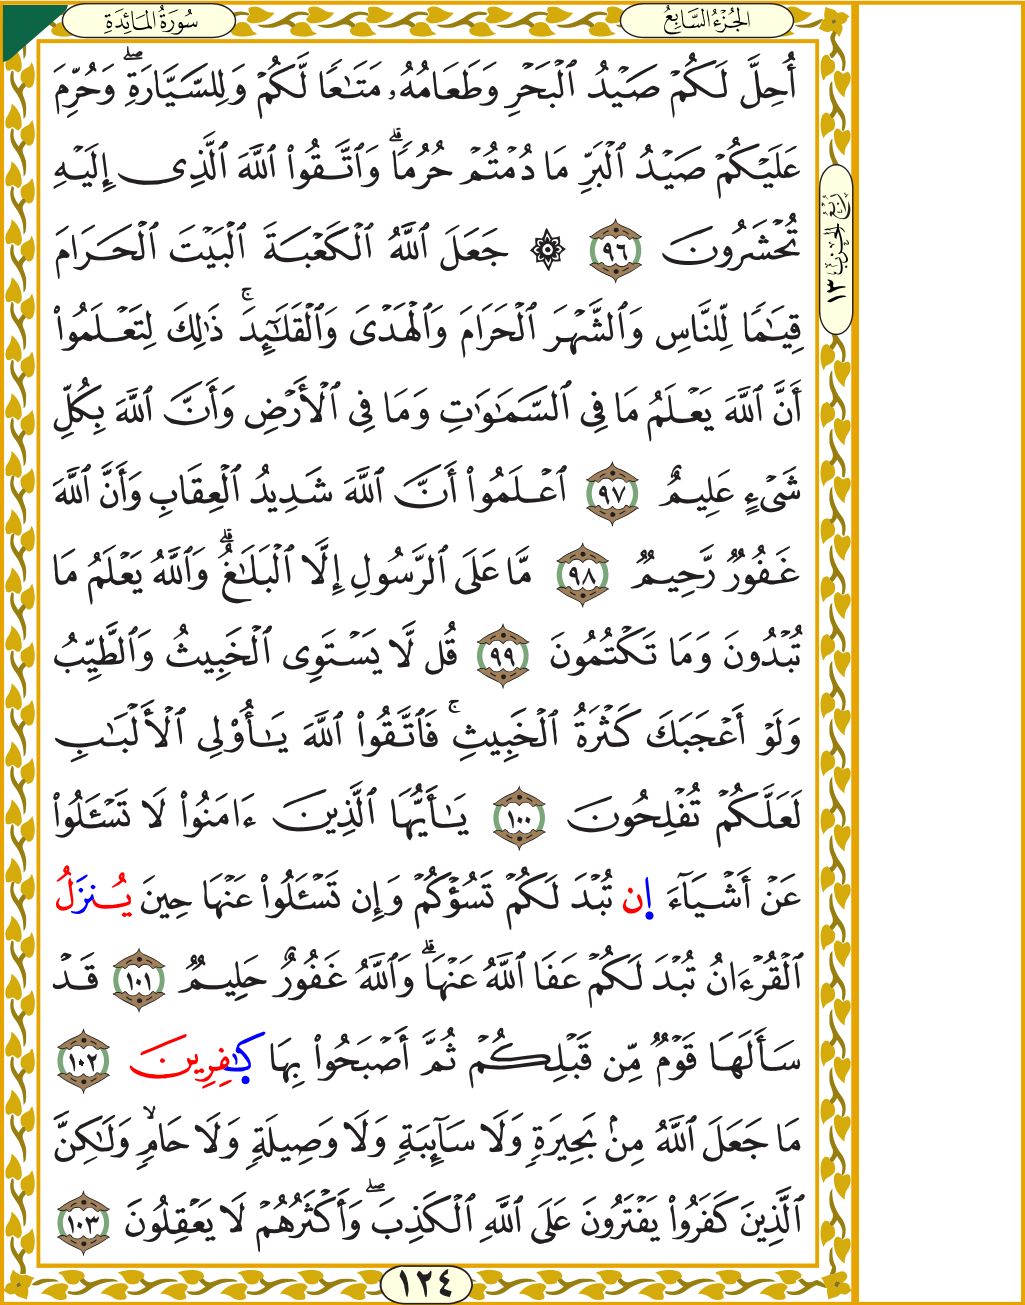 الجُزْءُ السَّابِعُ
سُورَةُ المَائِدَةِ
أُحِلَّ لَكُمْ صَيْدُ ٱلْبَحْرِ وَطَعَامُهُۥ مَتَـٰعًا لَّكُمْ وَلِلسَّيَّارَةِ ۖ وَحُرِّمَ
عَلَيْكُمْ صَيْدُ ٱلْبَرِّ مَا دُمْتُمْ حُرُمًا ۗ وَٱتَّقُوا۟ ٱللَّهَ ٱلَّذِىٓ إِلَيْهِ
تُحْشَرُونَ ٩٦ ۞ جَعَلَ ٱللَّهُ ٱلْكَعْبَةَ ٱلْبَيْتَ ٱلْحَرَامَ
قِيَـٰمًا لِّلنَّاسِ وَٱلشَّهْرَ ٱلْحَرَامَ وَٱلْهَدْىَ وَٱلْقَلَـٰٓئِدَ ۚ ذَٰلِكَ لِتَعْلَمُوٓا۟
أَنَّ ٱللَّهَ يَعْلَمُ مَا فِى ٱلسَّمَـٰوَٰتِ وَمَا فِى ٱلْأَرْضِ وَأَنَّ ٱللَّهَ بِكُلِّ
شَىْءٍ عَلِيمٌ ٩٧ ٱعْلَمُوٓا۟ أَنَّ ٱللَّهَ شَدِيدُ ٱلْعِقَابِ وَأَنَّ ٱللَّهَ
غَفُورٌ رَّحِيمٌ ٩٨ مَّا عَلَى ٱلرَّسُولِ إِلَّا ٱلْبَلَـٰغُ ۗ وَٱللَّهُ يَعْلَمُ مَا
تُبْدُونَ وَمَا تَكْتُمُونَ ٩٩ قُل لَّا يَسْتَوِى ٱلْخَبِيثُ وَٱلطَّيِّبُ
وَلَوْ أَعْجَبَكَ كَثْرَةُ ٱلْخَبِيثِ ۚ فَٱتَّقُوا۟ ٱللَّهَ يَـٰٓأُو۟لِى ٱلْأَلْبَـٰبِ
لَعَلَّكُمْ تُفْلِحُونَ ١٠٠ يَـٰٓأَيُّهَا ٱلَّذِينَ ءَامَنُوا۟ لَا تَسْـَٔلُوا۟
عَنْ أَشْيَآءَ إِن تُبْدَ لَكُمْ تَسُؤْكُمْ وَإِن تَسْـَٔلُوا۟ عَنْهَا حِينَ يُنزَلُ
ٱلْقُرْءَانُ تُبْدَ لَكُمْ عَفَا ٱللَّهُ عَنْهَا ۗ وَٱللَّهُ غَفُورٌ حَلِيمٌ ١٠١ قَدْ
سَأَلَهَا قَوْمٌ مِّن قَبْلِكُمْ ثُمَّ أَصْبَحُوا۟ بِهَا كَـٰفِرِينَ ١٠٢
مَا جَعَلَ ٱللَّهُ مِنۢ بَحِيرَةٍ وَلَا سَآئِبَةٍ وَلَا وَصِيلَةٍ وَلَا حَامٍ ۙ وَلَـٰكِنَّ
ٱلَّذِينَ كَفَرُوا۟ يَفْتَرُونَ عَلَى ٱللَّهِ ٱلْكَذِبَ ۖ وَأَكْثَرُهُمْ لَا يَعْقِلُونَ ١٠٣
رُبْعُ الحِزْبِ ١٣
١٢٤